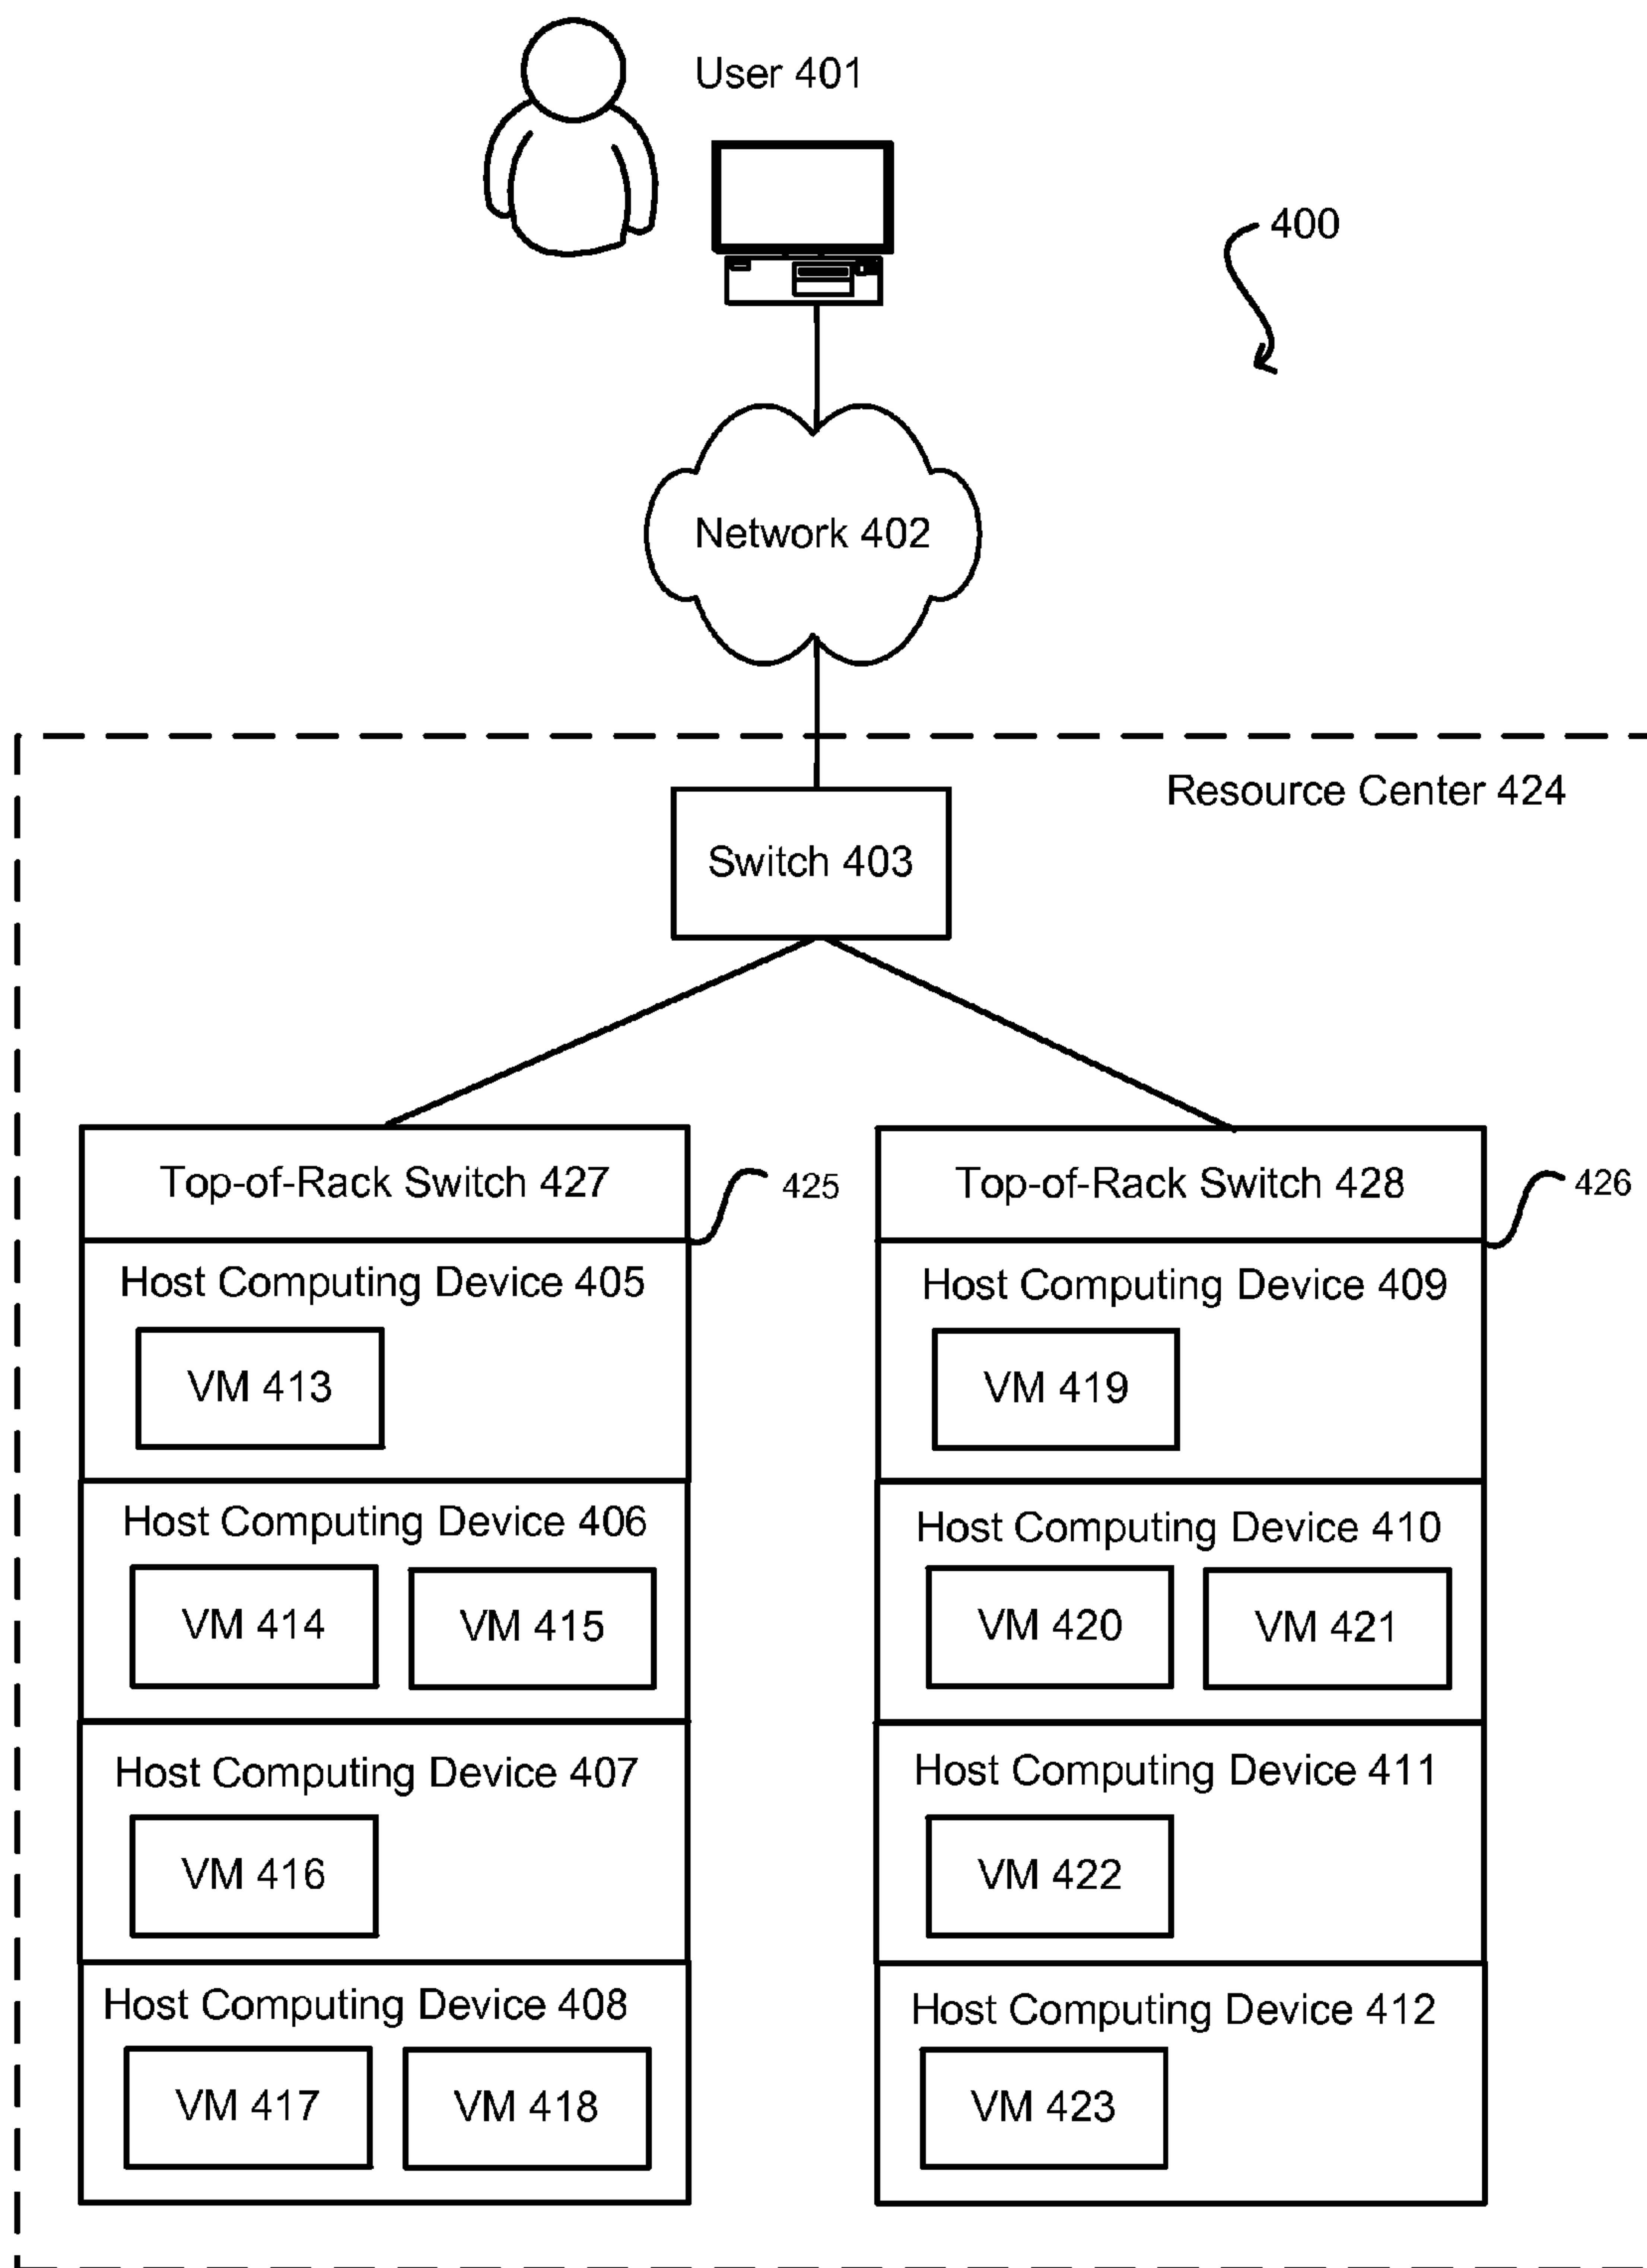 User 401
400
Network 402
Resource Center 424
Switch 403
Top-of-Rack Switch 427
425
Host Computing Device 405
VM 413
Host Computing Device 406
VM 414
VM 415
Host Computing Device 407
VM 416
Host Computing Device 408
VM 417
VM 418
Top-of-Rack Switch 428
426
Host Computing Device 409
VM 419
Host Computing Device 410
VM 420
VM 421
Host Computing Device 411
VM 422
Host Computing Device 412
VM 423